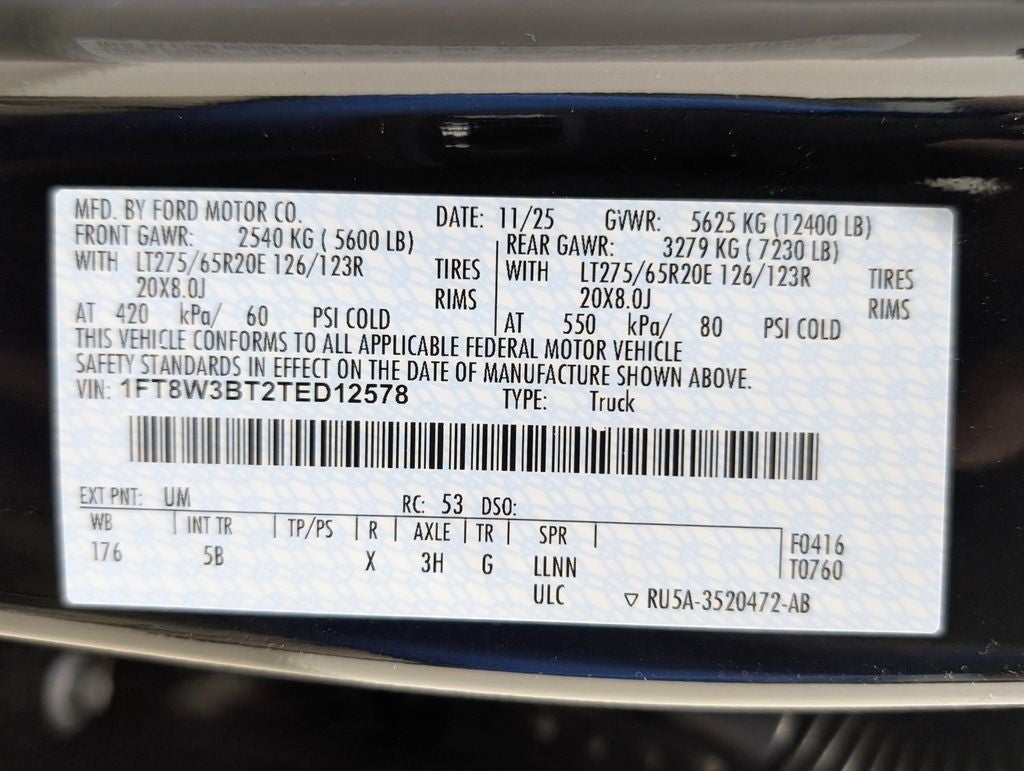 MFD. BY FORD MOTOR CO. DATE: 11/25 GVWR: 5625 KG (12400 LB)
FRONT GAWR: 2540 KG ( 5600 LB) REAR GAWR: 3279 KG ( 7230 LB)
WITH LT275/65R20E 126/123R TIRES WITH LT275/65R20E 126/123R TIRES
20X8.0J RIMS 20X8.0J RIMS
AT 420 kPa/ 60 PSI COLD AT 550 kPa/ 80 PSI COLD
THIS VEHICLE CONFORMS TO ALL APPLICABLE FEDERAL MOTOR VEHICLE
SAFETY STANDARDS IN EFFECT ON THE DATE OF MANUFACTURE SHOWN ABOVE.
VIN: 1FT8W3BT2TED12578 TYPE: Truck
EXT PNT: UM RC: 53 DSO:
WB INT TR TP/PS R AXLE TR SPR F0416
176 5B X 3H G LLNN T0760
ULC ▽ RU5A-3520472-AB